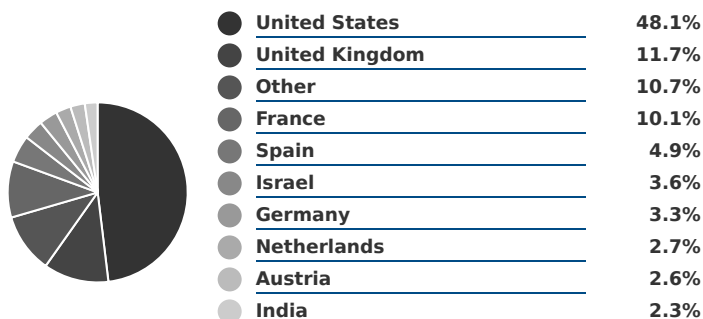 United States 48.1%
United Kingdom 11.7%
Other 10.7%
France 10.1%
Spain 4.9%
Israel 3.6%
Germany 3.3%
Netherlands 2.7%
Austria 2.6%
India 2.3%